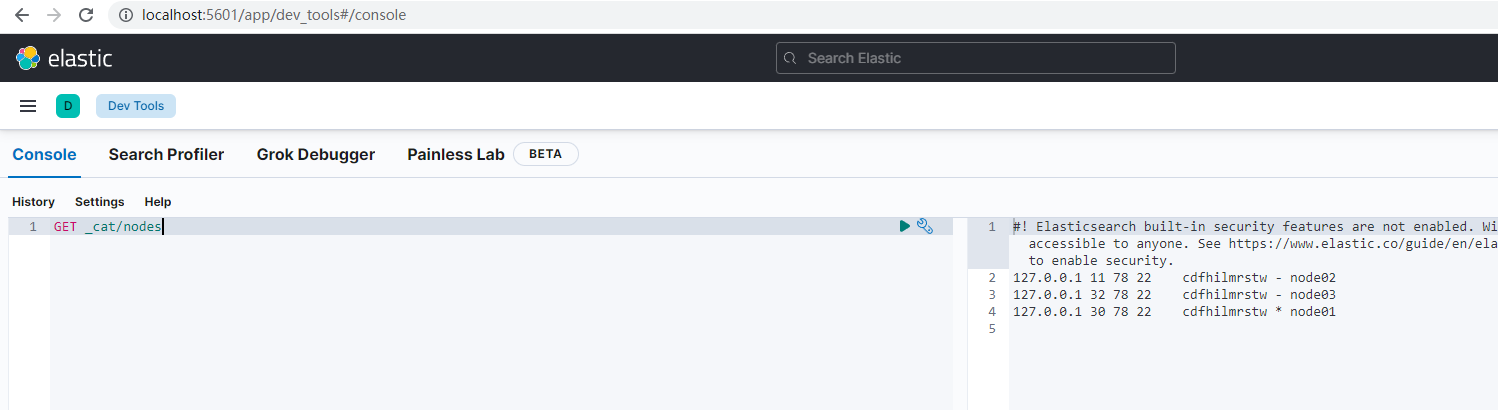 localhost:5601/app/dev_tools#/console
elastic
Search Elastic
D
Dev Tools
Console Search Profiler Grok Debugger Painless Lab BETA
History Settings Help
1 GET _cat/nodes
1 #! Elasticsearch built-in security features are not enabled. Wi
accessible to anyone. See https://www.elastic.co/guide/en/ela
to enable security.
2 127.0.0.1 11 78 22 cdfhilmrstw - node02
3 127.0.0.1 32 78 22 cdfhilmrstw - node03
4 127.0.0.1 30 78 22 cdfhilmrstw * node01
5